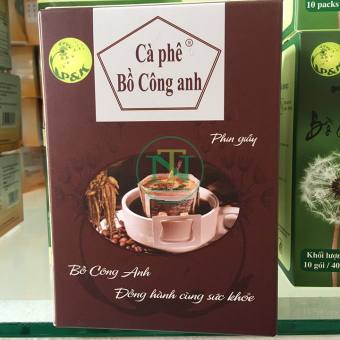 P&K
Cà phê ®
Bồ Công anh
Phin giấy
NT
Bồ Công Anh
Đồng hành cùng sức khỏe
10 packs
P&K
Khối lượng
10 gói / 40